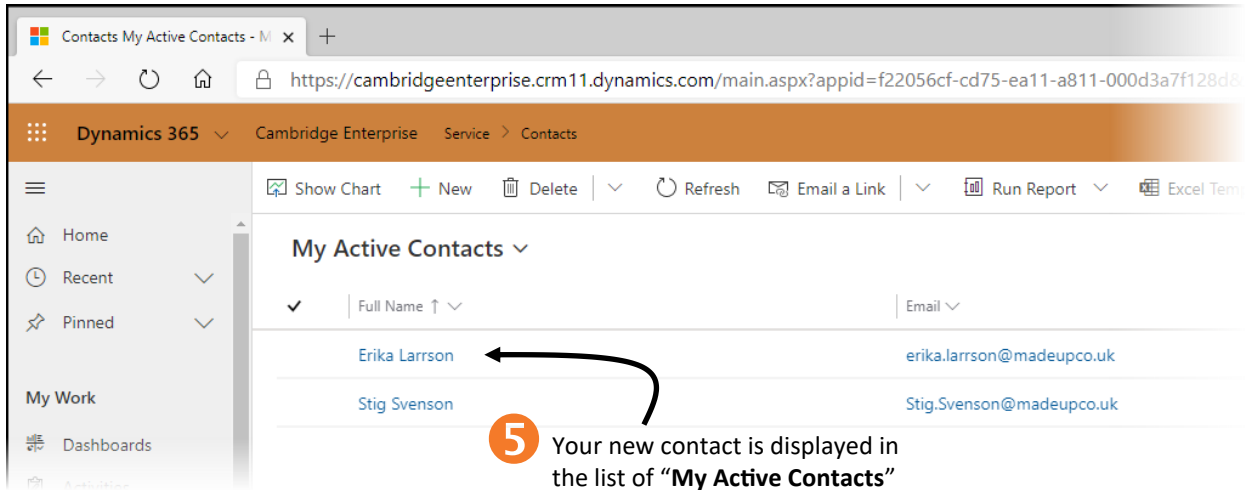 Contacts My Active Contacts - M
https://cambridgeenterprise.crm11.dynamics.com/main.aspx?appid=f22056cf-cd75-ea11-a811-000d3a7f128d&
Dynamics 365 Cambridge Enterprise Service > Contacts
Show Chart New Delete Refresh Email a Link Run Report Excel Tem
Home
My Active Contacts
Recent
Full Name ↑ Email
Pinned
Erika Larrson erika.larrson@madeupco.uk
My Work
Stig Svenson Stig.Svenson@madeupco.uk
Dashboards
5 Your new contact is displayed in
the list of “My Active Contacts”
Activities